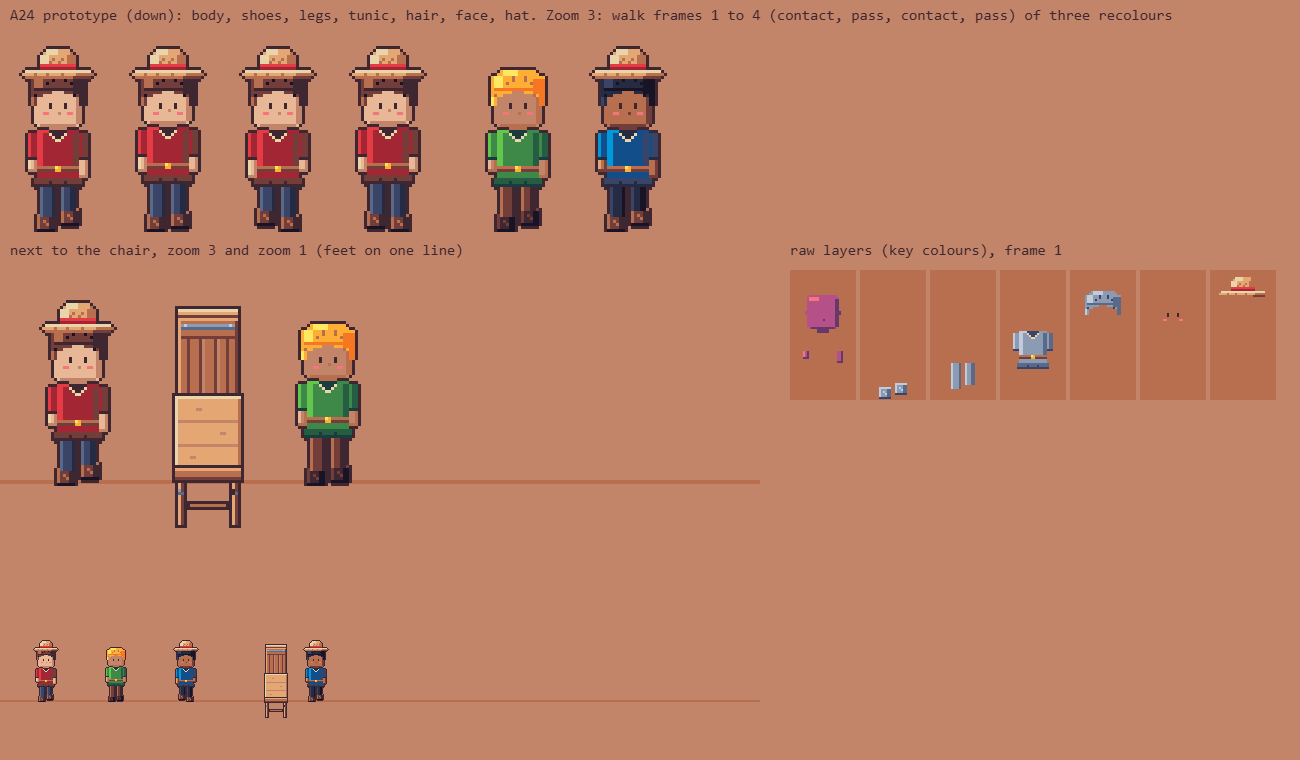 A24 prototype (down): body, shoes, legs, tunic, hair, face, hat. Zoom 3: walk frames 1 to 4 (contact, pass, contact, pass) of three recolours
next to the chair, zoom 3 and zoom 1 (feet on one line)
raw layers (key colours), frame 1